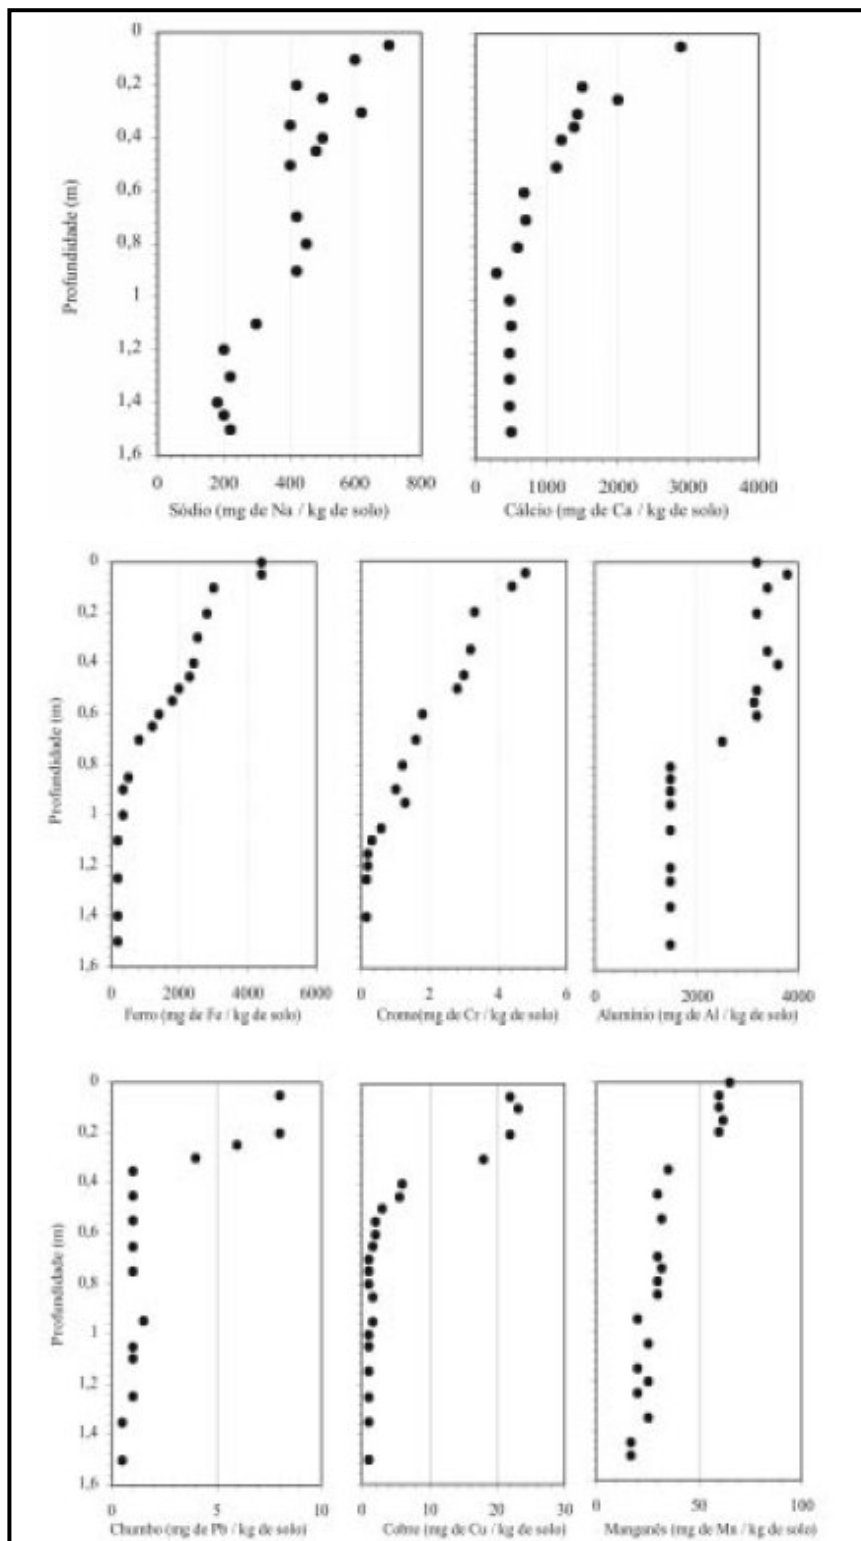 0
0,2
0,4
0,6
0,8
1
1,2
1,4
1,6
Profundidade (m)
0 200 400 600 800
Sódio (mg de Na / kg de solo)
0 1000 2000 3000 4000
Cálcio (mg de Ca / kg de solo)
0
0,2
0,4
0,6
0,8
1
1,2
1,4
1,6
Profundidade (m)
0 2000 4000 6000
Ferro (mg de Fe / kg de solo)
0 2 4 6
Cromo(mg de Cr / kg de solo)
0 2000 4000
Alumínio (mg de Al / kg de solo)
0
0,2
0,4
0,6
0,8
1
1,2
1,4
1,6
Profundidade (m)
0 5 10
Chumbo (mg de Pb / kg de solo)
0 10 20 30
Cobre (mg de Cu / kg de solo)
0 50 100
Manganês (mg de Mn / kg de solo)